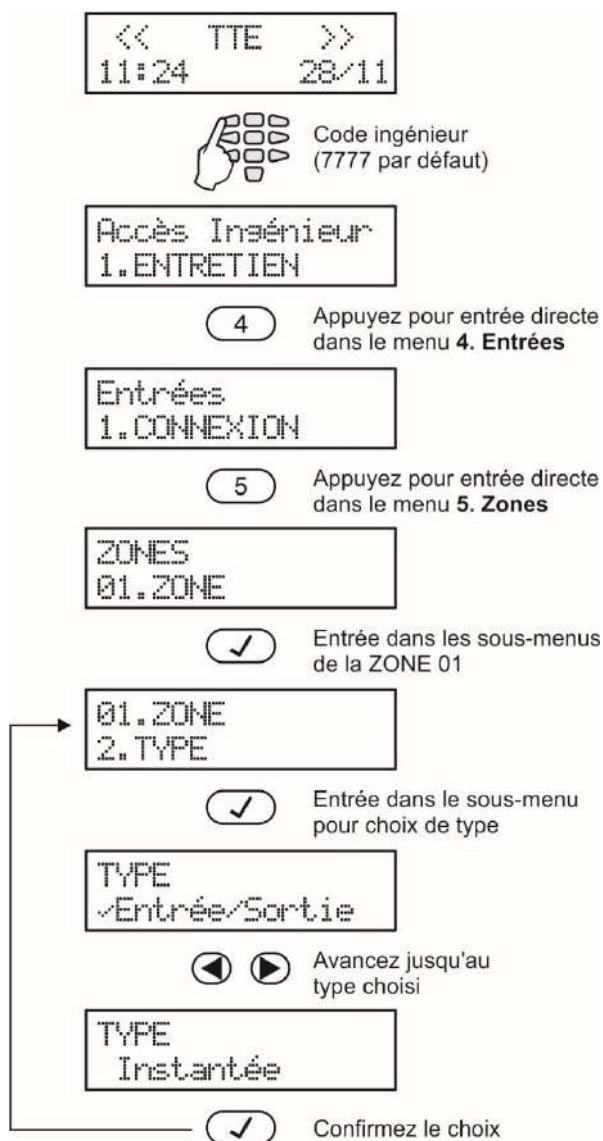 << TTE >>
11:24 28/11
Code ingénieur
(7777 par défaut)
Accès Ingénieur
1.ENTRETIEN
4
Appuyez pour entrée directe
dans le menu 4. Entrées
Entrées
1.CONNEXION
5
Appuyez pour entrée directe
dans le menu 5. Zones
ZONES
01.ZONE
✓
Entrée dans les sous-menus
de la ZONE 01
01.ZONE
2.TYPE
✓
Entrée dans le sous-menu
pour choix de type
TYPE
✓Entrée/Sortie
Avancez jusqu'au
type choisi
TYPE
Instantée
✓
Confirmez le choix